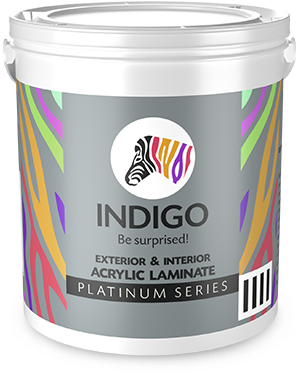 INDIGO
Be surprised!
EXTERIOR & INTERIOR
ACRYLIC LAMINATE
PLATINUM SERIES